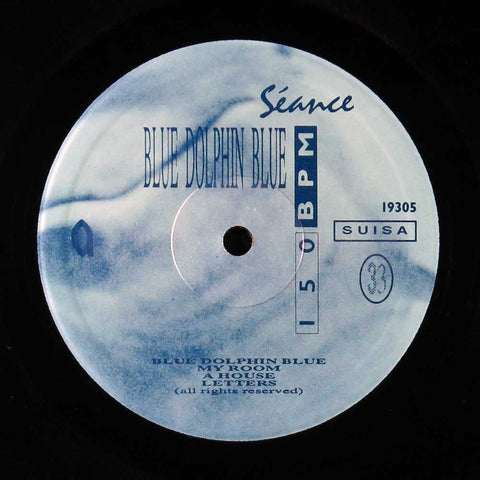 Séance
BLUE DOLPHIN BLUE
150 BPM
19305
SUISA
a
33
BLUE DOLPHIN BLUE
MY ROOM
A HOUSE
LETTERS
(all rights reserved)